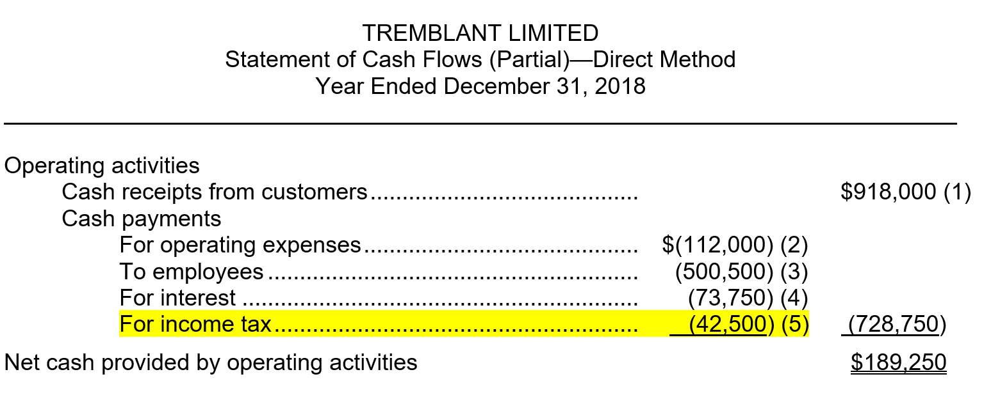 TREMBLANT LIMITED
Statement of Cash Flows (Partial)—Direct Method
Year Ended December 31, 2018
Operating activities
Cash receipts from customers.......................................... $918,000 (1)
Cash payments
For operating expenses........................................... $(112,000) (2)
To employees.......................................................... (500,500) (3)
For interest .............................................................. (73,750) (4)
For income tax......................................................... (42,500) (5) (728,750)
Net cash provided by operating activities $189,250